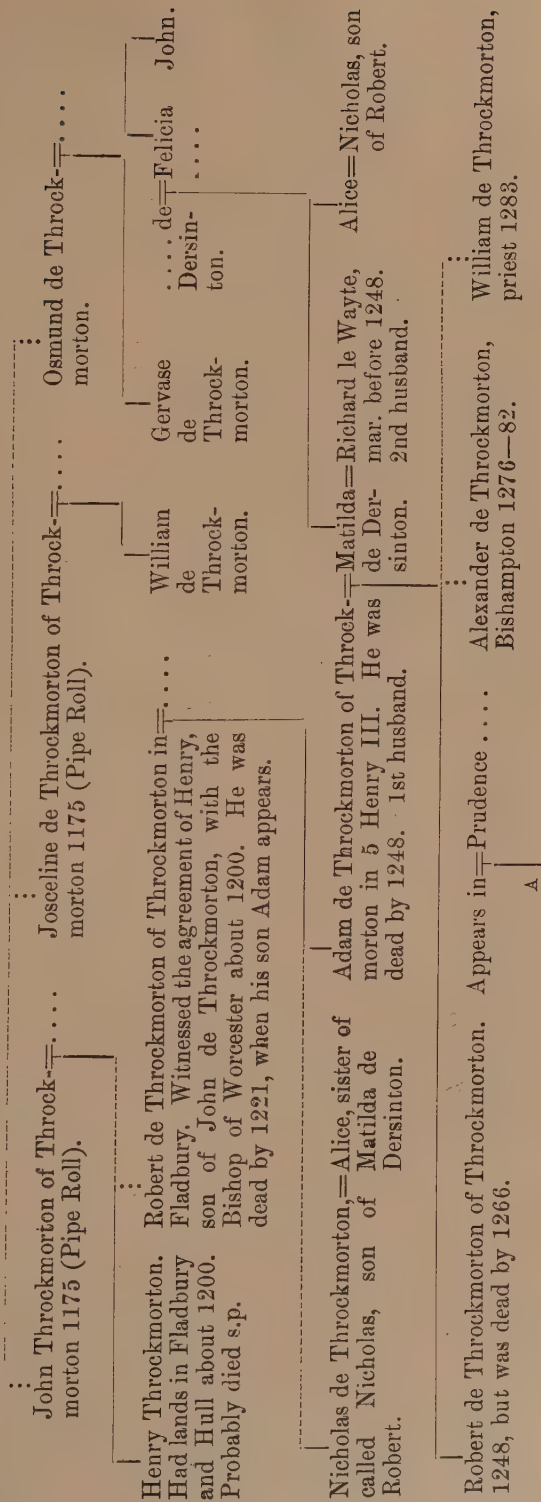 John Throckmorton of Throck-=....
morton 1175 (Pipe Roll).
Josceline de Throckmorton of Throck-=....
morton 1175 (Pipe Roll).
Osmund de Throck-=....
morton.
Henry Throckmorton.
Had lands in Fladbury
and Hull about 1200.
Probably died s.p.
Robert de Throckmorton of Throckmorton in=....
Fladbury. Witnessed the agreement of Henry,
son of John de Throckmorton, with the
Bishop of Worcester about 1200. He was
dead by 1221, when his son Adam appears.
William
de
Throck-
morton.
Gervase
de
Throck-
morton.
.... de=Felicia
Dersin- ....
ton.
John.
Nicholas de Throckmorton,=Alice, sister of
called Nicholas, son of Matilda de
Robert. Dersinton.
Adam de Throckmorton of Throck-=Matilda=Richard le Wayte,
morton in 5 Henry III. He was de Der- mar. before 1248.
dead by 1248. 1st husband. sinton. 2nd husband.
Alice=Nicholas, son
of Robert.
Robert de Throckmorton of Throckmorton. Appears in=Prudence ....
1248, but was dead by 1266.
A
Alexander de Throckmorton,
Bishampton 1276—82.
William de Throckmorton,
priest 1283.